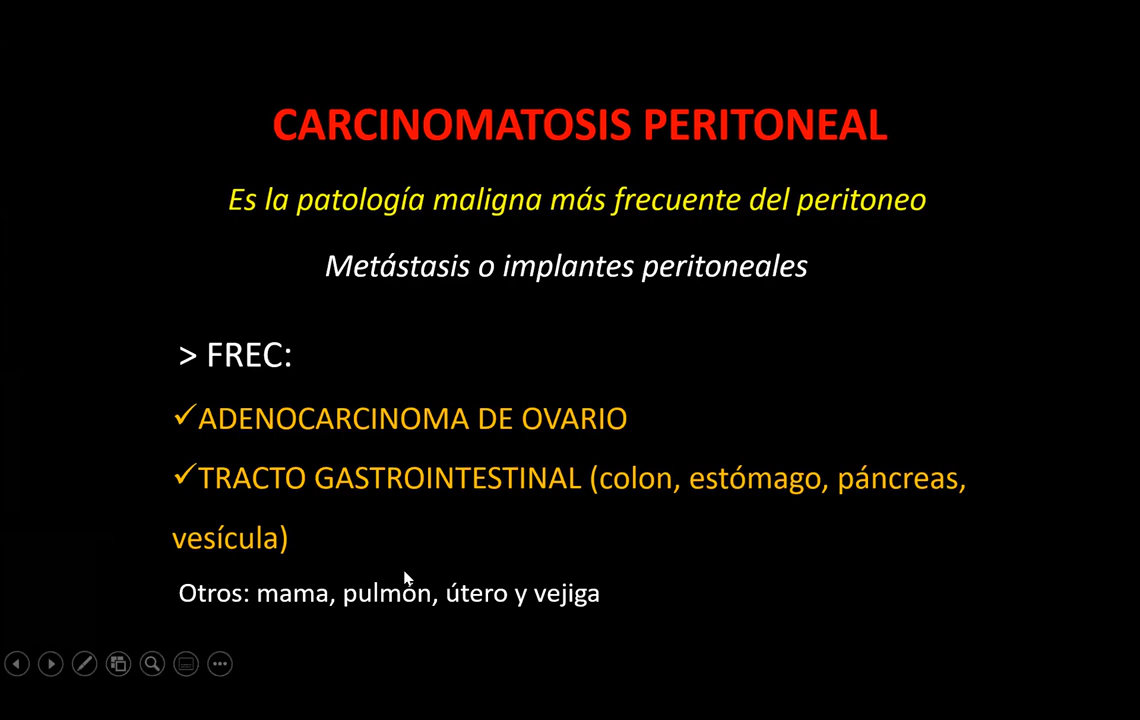 CARCINOMATOSIS PERITONEAL
Es la patología maligna más frecuente del peritoneo
Metástasis o implantes peritoneales
> FREC:
✓ADENOCARCINOMA DE OVARIO
✓TRACTO GASTROINTESTINAL (colon, estómago, páncreas,
vesícula)
Otros: mama, pulmón, útero y vejiga